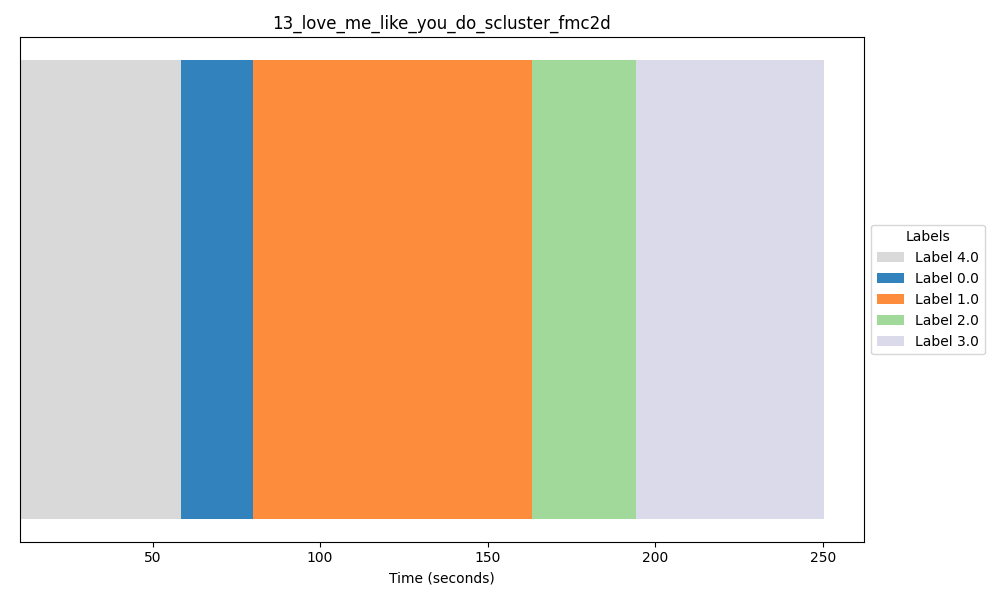 13_love_me_like_you_do_scluster_fmc2d
Labels
Label 4.0
Label 0.0
Label 1.0
Label 2.0
Label 3.0
50 100 150 200 250
Time (seconds)